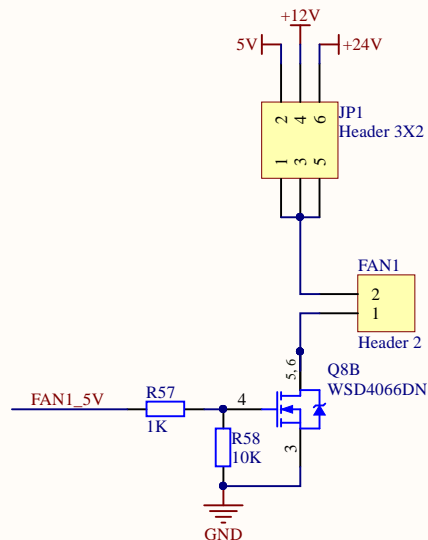 +12V
5V
+24V
2
4
6
JP1
Header 3X2
1
3
5
FAN1
2
1
Header 2
5, 6
Q8B
WSD4066DN
R57
4
FAN1_5V
1K
R58
10K
3
GND